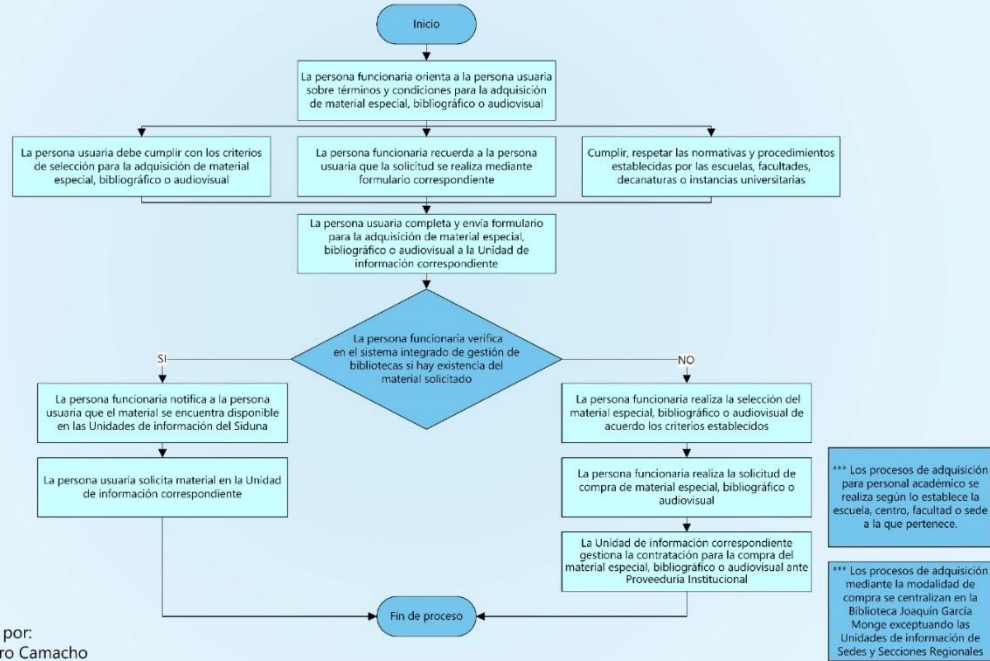 Inicio
La persona funcionaria orienta a la persona usuaria
sobre términos y condiciones para la adquisición
de material especial, bibliográfico o audiovisual
La persona usuaria debe cumplir con los criterios
de selección para la adquisición de material
especial, bibliográfico o audiovisual
La persona funcionaria recuerda a la persona
usuaria que la solicitud se realiza mediante
formulario correspondiente
Cumplir, respetar las normativas y procedimientos
establecidas por las escuelas, facultades,
decanaturas o instancias universitarias
La persona usuaria completa y envía formulario
para la adquisición de material especial,
bibliográfico o audiovisual a la Unidad de
información correspondiente
La persona funcionaria verifica
en el sistema integrado de gestión de
bibliotecas si hay existencia del
material solicitado
SI
NO
La persona funcionaria notifica a la persona
usuaria que el material se encuentra disponible
en las Unidades de información del Siduna
La persona usuaria solicita material en la Unidad
de información correspondiente
La persona funcionaria realiza la selección del
material especial, bibliográfico o audiovisual de
acuerdo los criterios establecidos
La persona funcionaria realiza la solicitud de
compra de material especial, bibliográfico o
audiovisual
La Unidad de información correspondiente
gestiona la contratación para la compra del
material especial, bibliográfico o audiovisual ante
Proveeduría Institucional
Fin de proceso
*** Los procesos de adquisición
para personal académico se
realiza según lo establece la
escuela, centro, facultad o sede
a la que pertenece.
*** Los procesos de adquisición
mediante la modalidad de
compra se centralizan en la
Biblioteca Joaquín García
Monge exceptuando las
Unidades de información de
Sedes y Secciones Regionales
por:
ro Camacho